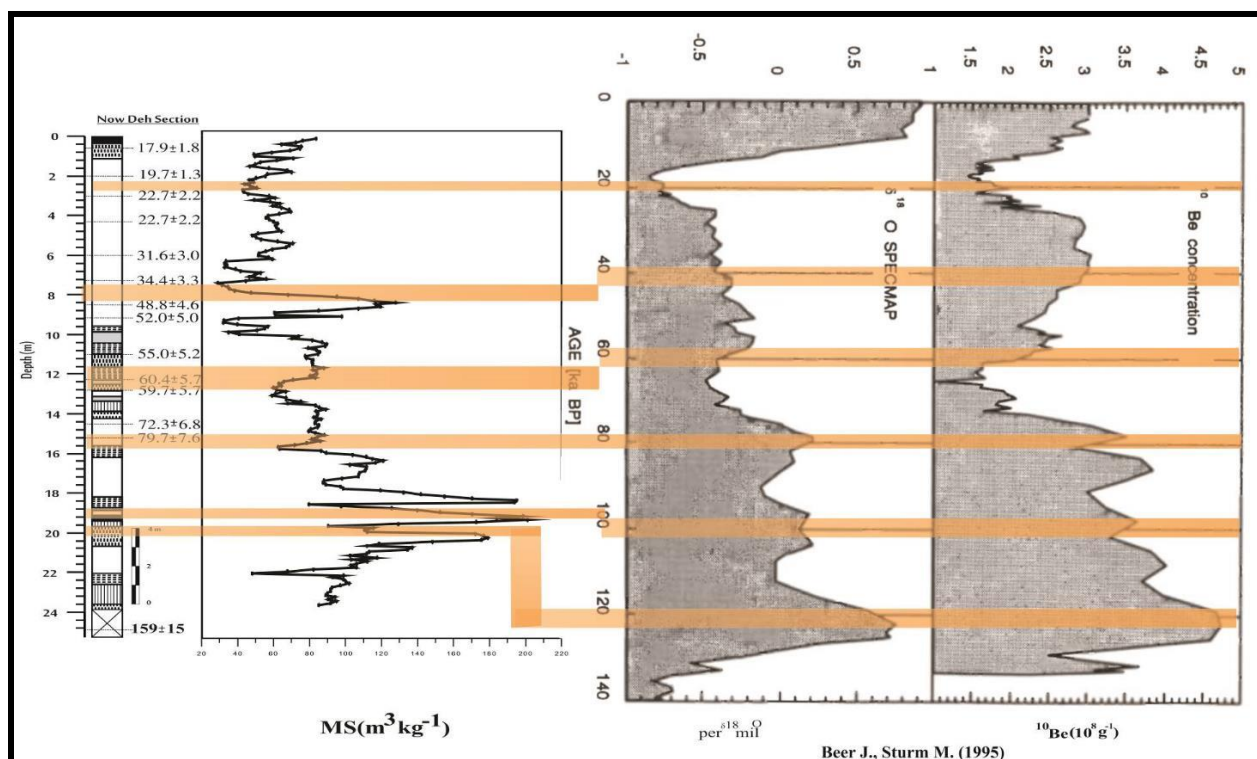 Now Deh Section
0
2
4
6
8
10
12
14
16
18
20
22
24
Depth (m)
17.9±1.8
19.7±1.3
22.7±2.2
22.7±2.2
31.6±3.0
34.4±3.3
48.8±4.6
52.0±5.0
55.0±5.2
60.4±5.7
59.7±5.7
72.3±6.8
79.7±7.6
159±15
4 m
2
0
20 40 60 80 100 120 140 160 180 200 220
MS(m³kg⁻¹)
AGE [ka BP]
-1 -0.5 0 0.5 1
0
20
40
60
80
100
120
140
δ 18 O SPECMAP
per δ18 mil O
1.5 2 2.5 3 3.5 4 4.5 5
10 Be concentration
¹⁰Be(10⁸g⁻¹)
Beer J., Sturm M. (1995)